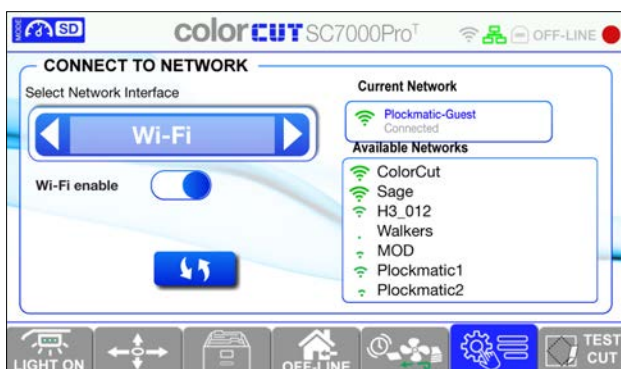 MODE SD colorCUT SC7000Proᵀ OFF-LINE
CONNECT TO NETWORK
Select Network Interface
Wi-Fi
Wi-Fi enable
Current Network
Plockmatic-Guest
Connected
Available Networks
ColorCut
Sage
H3_012
Walkers
MOD
Plockmatic1
Plockmatic2
LIGHT ON
OFF-LINE
TEST
CUT